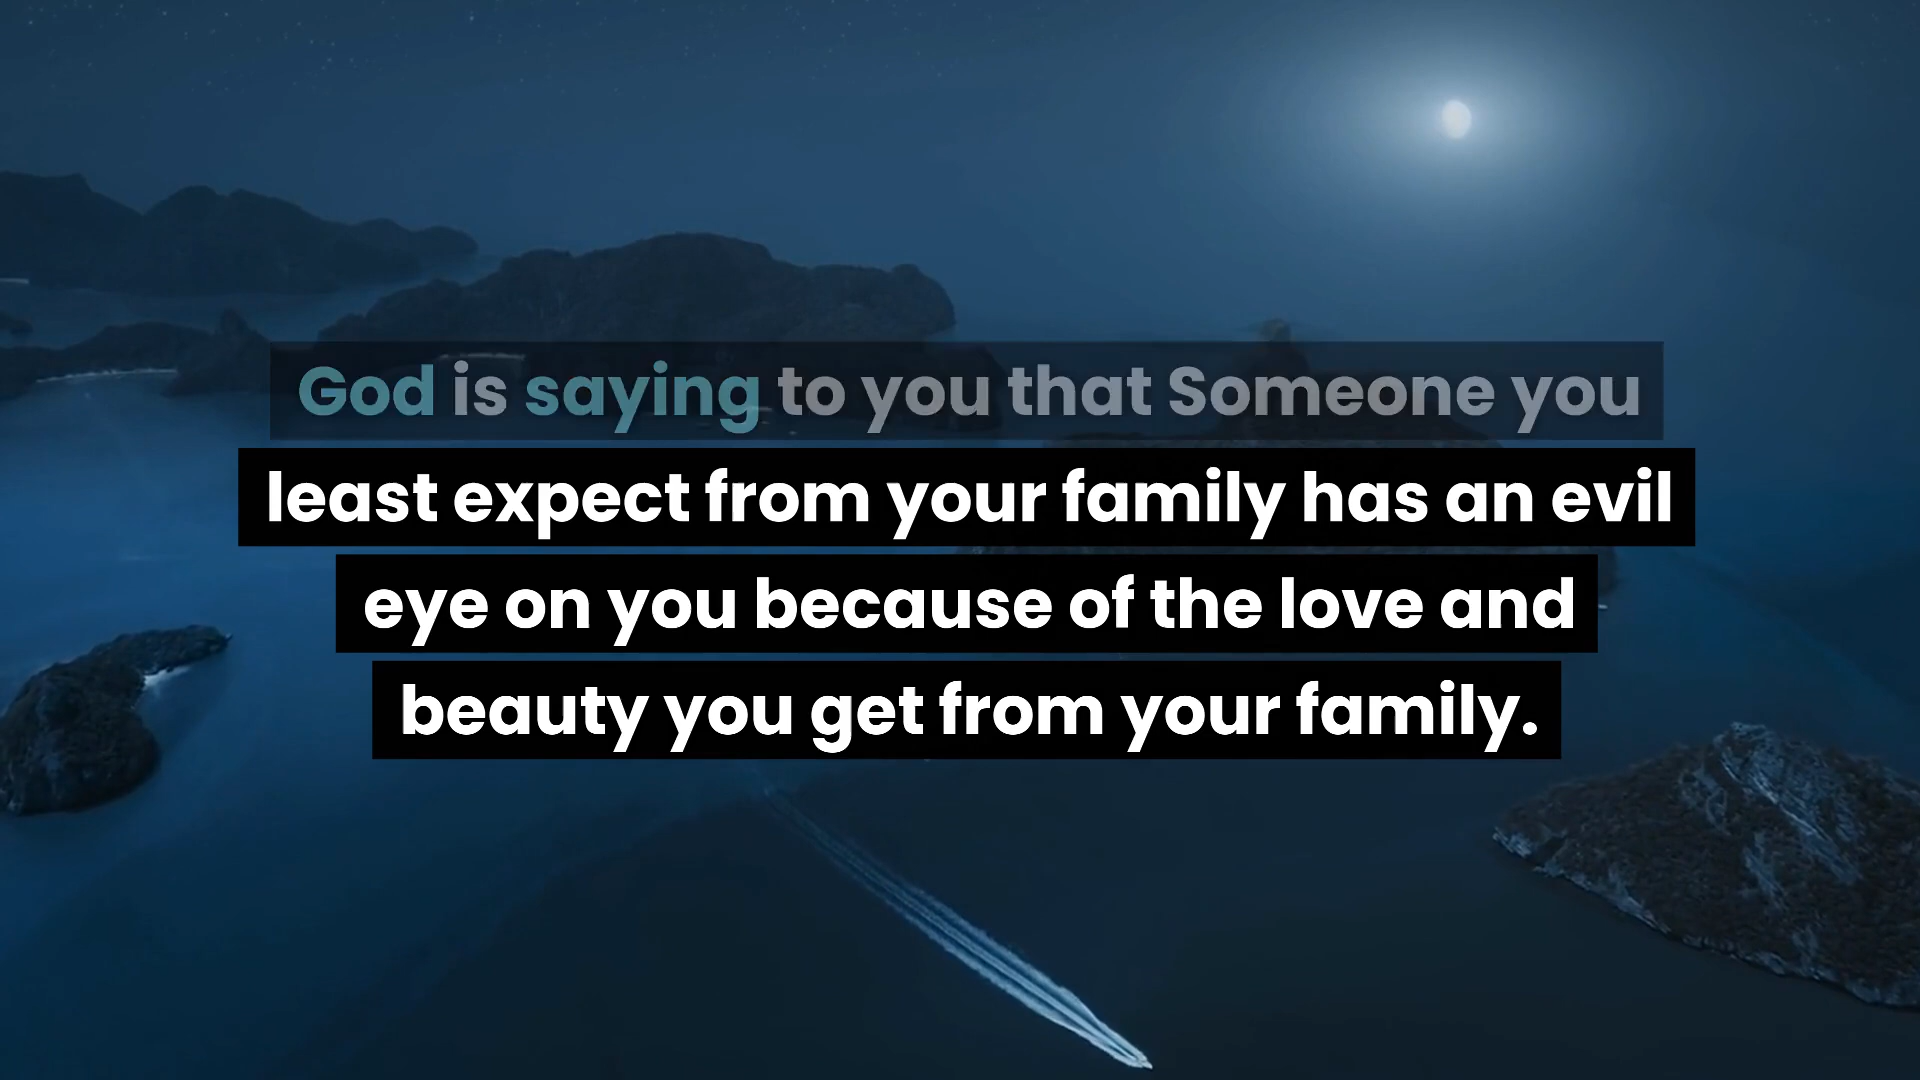 God is saying to you that Someone you
least expect from your family has an evil
eye on you because of the love and
beauty you get from your family.